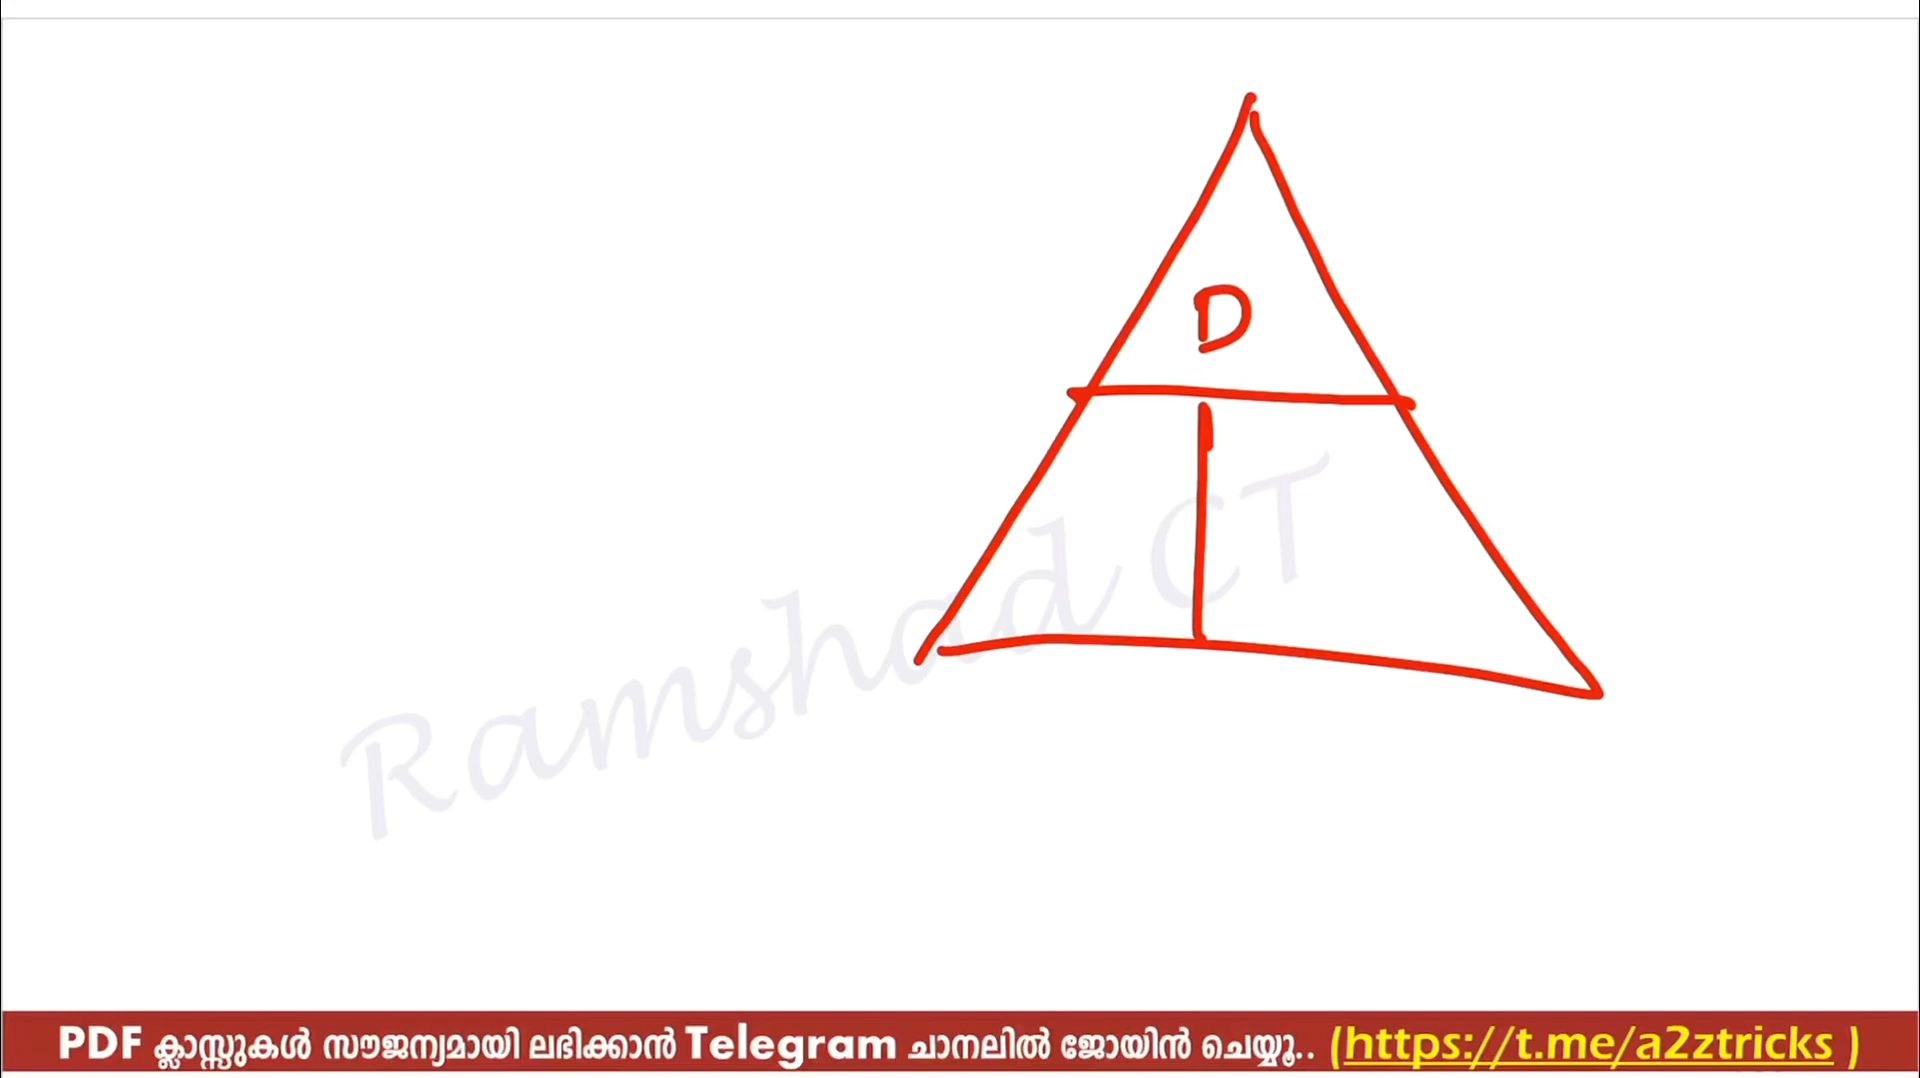 D
Ramshad CT
PDF ക്ലാസ്സുകൾ സൗജന്യമായി ലഭിക്കാൻ Telegram ചാനലിൽ ജോയിൻ ചെയ്യൂ.. (https://t.me/a2ztricks )